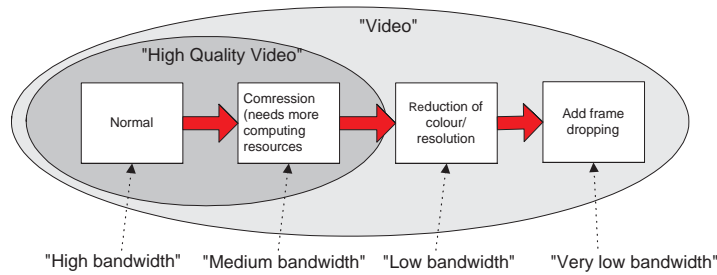 "Video"
"High Quality Video"
Normal
Comression
(needs more
computing
resources
Reduction of
colour/
resolution
Add frame
dropping
"High bandwidth"
"Medium bandwidth"
"Low bandwidth"
"Very low bandwidth"